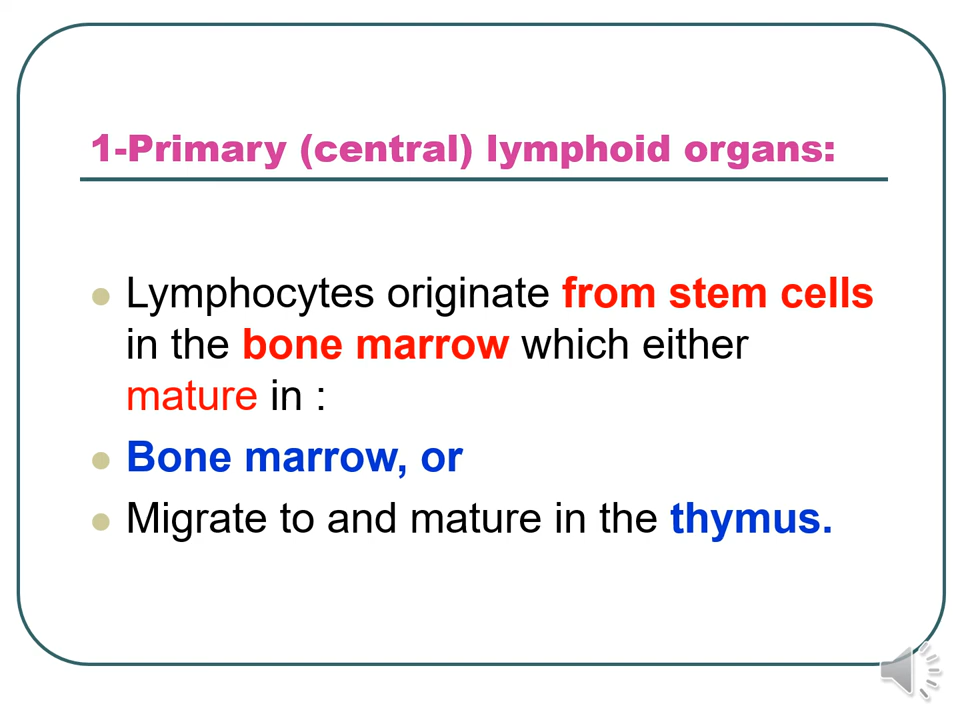 1-Primary (central) lymphoid organs:
Lymphocytes originate from stem cells
in the bone marrow which either
mature in :
Bone marrow, or
Migrate to and mature in the thymus.